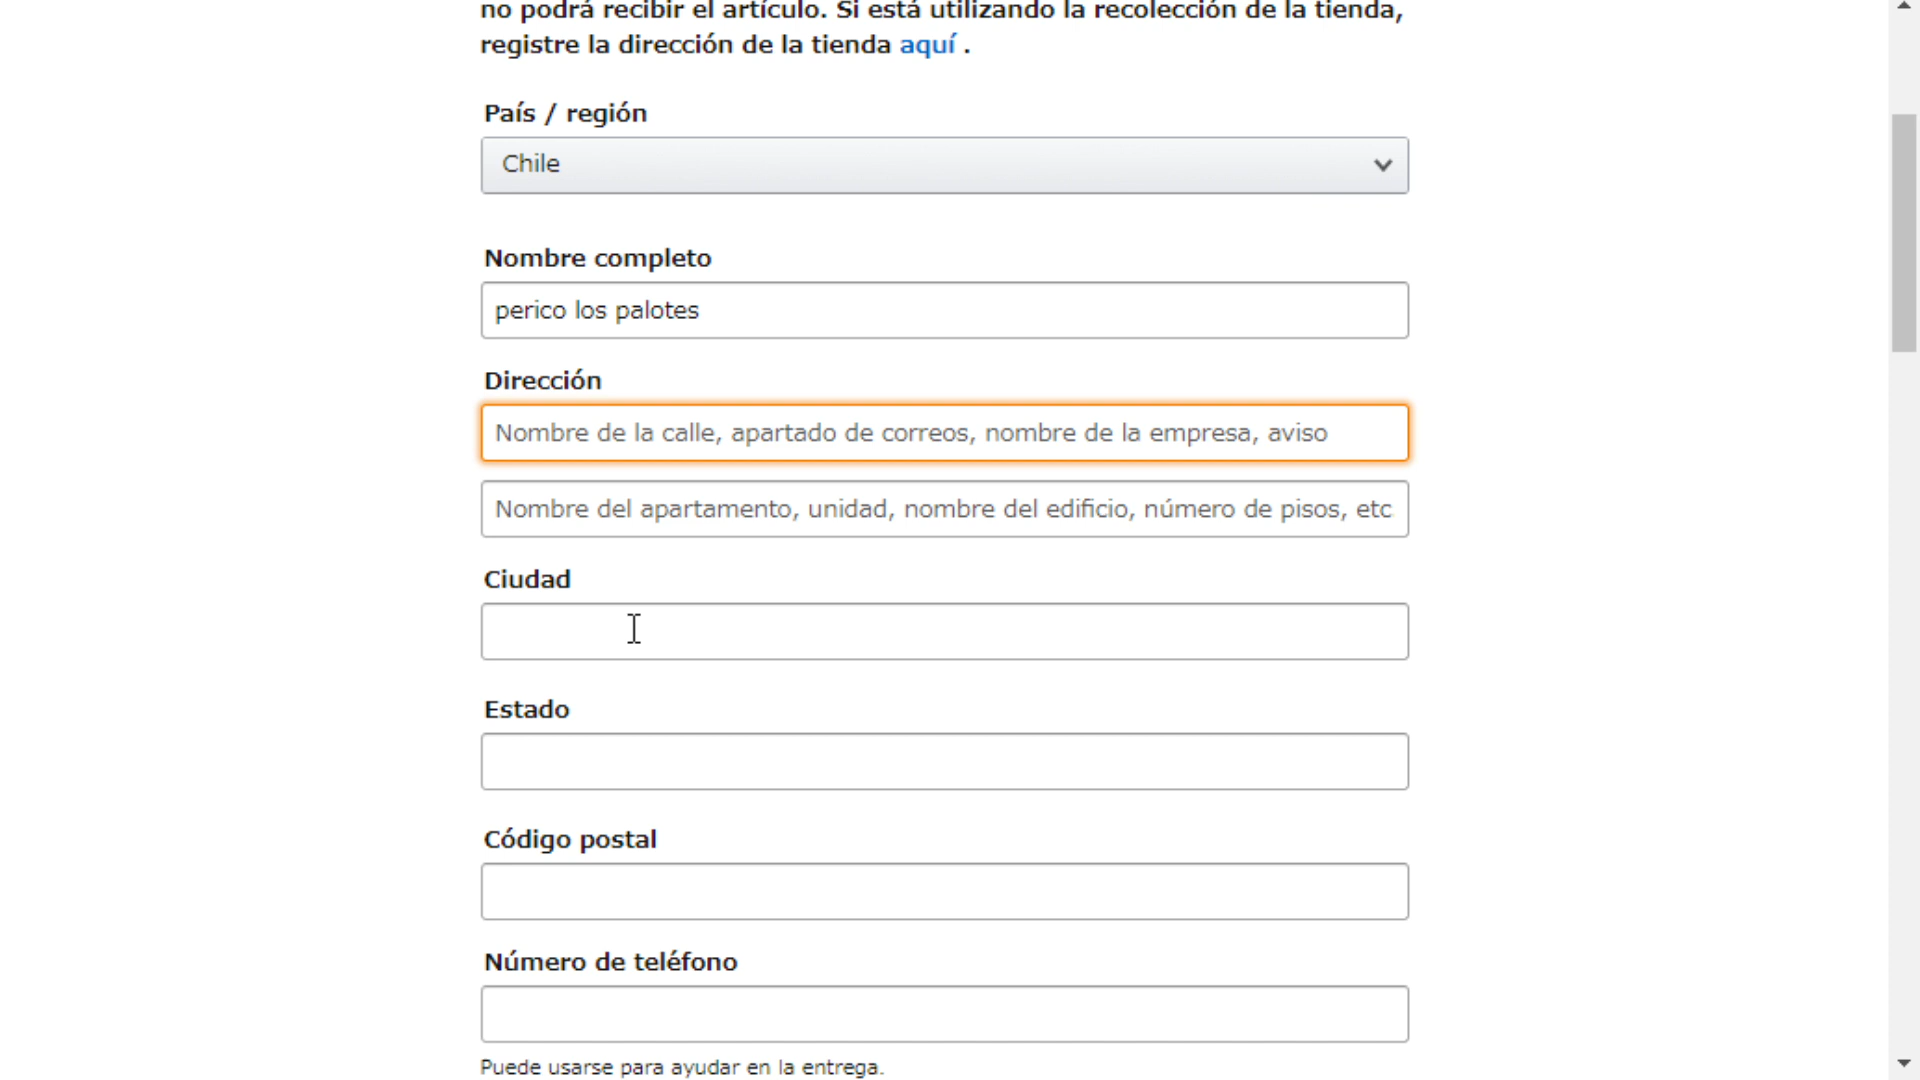 no podrá recibir el artículo. Si está utilizando la recolección de la tienda,
registre la dirección de la tienda aquí .
País / región
Chile
Nombre completo
perico los palotes
Dirección
Nombre de la calle, apartado de correos, nombre de la empresa, aviso
Nombre del apartamento, unidad, nombre del edificio, número de pisos, etc
Ciudad
Estado
Código postal
Número de teléfono
Puede usarse para ayudar en la entrega.